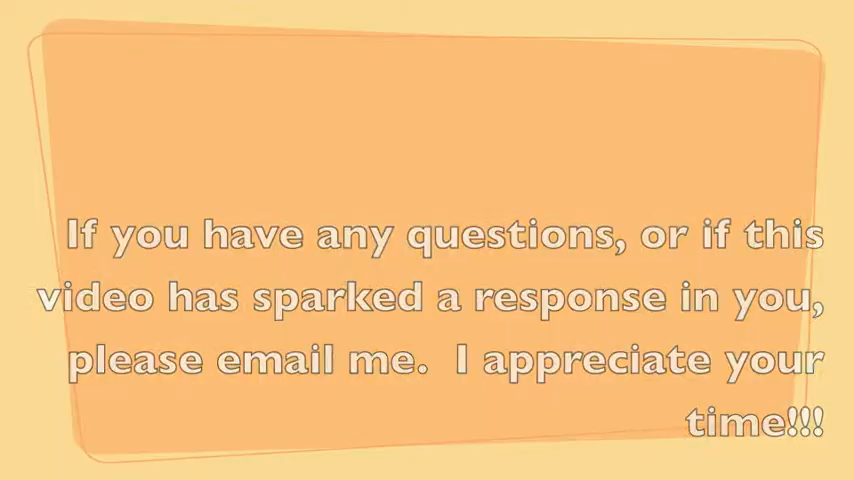 If you have any questions, or if this
video has sparked a response in you,
please email me.  I appreciate your
time!!!